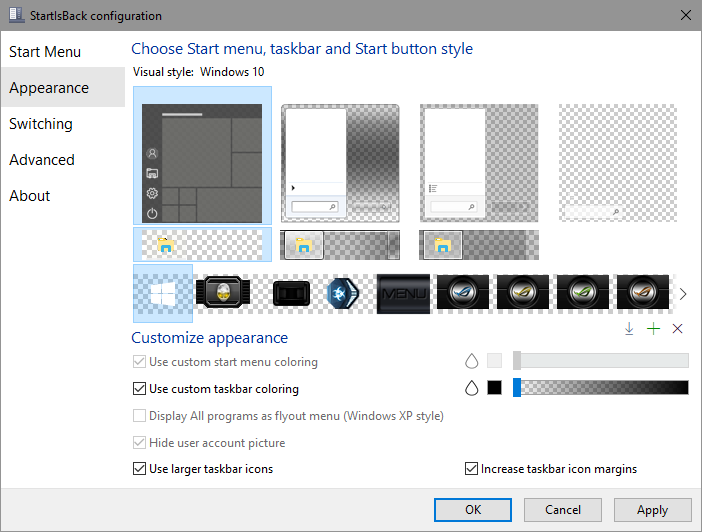 StartIsBack configuration
Start Menu
Appearance
Switching
Advanced
About
Choose Start menu, taskbar and Start button style
Visual style: Windows 10
MENU
Customize appearance
Use custom start menu coloring
Use custom taskbar coloring
Display All programs as flyout menu (Windows XP style)
Hide user account picture
Use larger taskbar icons
Increase taskbar icon margins
OK
Cancel
Apply